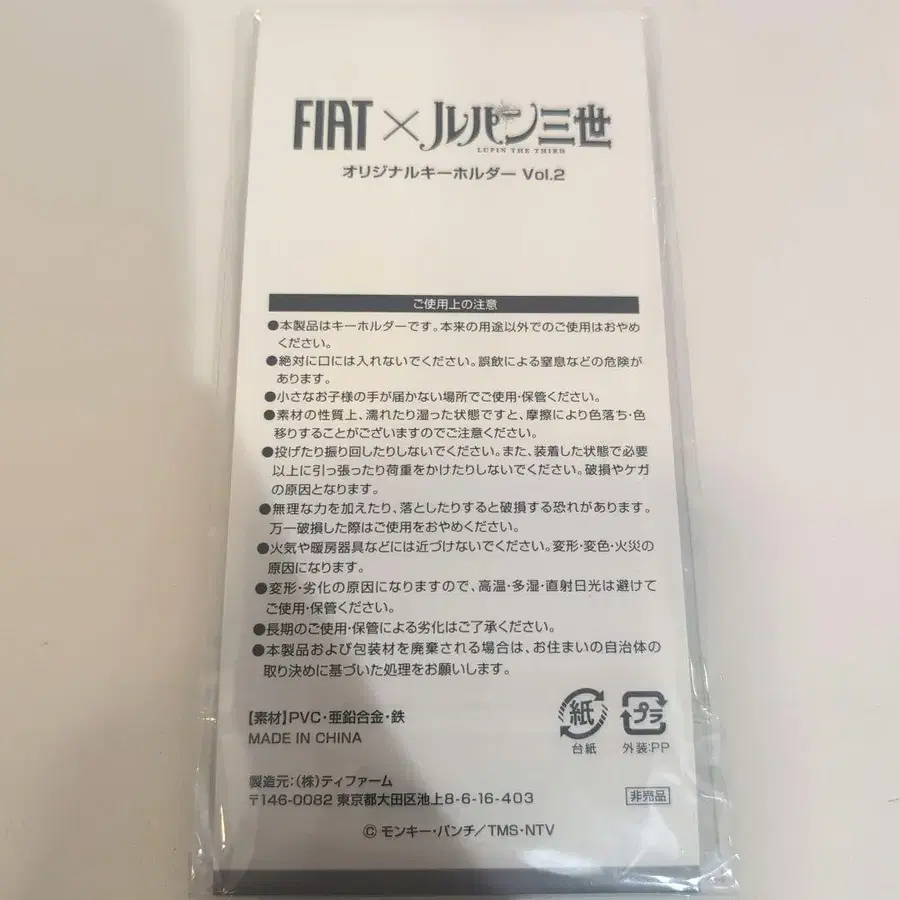 FIAT×ルパン三世
LUPIN THE THIRD
オリジナルキーホルダー Vol.2
ご使用上の注意
●本製品はキーホルダーです。本来の用途以外でのご使用はおやめ
ください。
●絶対に口には入れないでください。誤飲による窒息などの危険が
あります。
●小さなお子様の手が届かない場所でご使用・保管ください。
●素材の性質上、濡れたり湿った状態ですと、摩擦により色落ち・色
移りすることがございますのでご注意ください。
●投げたり振り回したりしないでください。また、装着した状態で必要
以上に引っ張ったり荷重をかけたりしないでください。破損やケガ
の原因となります。
●無理な力を加えたり、落としたりすると破損する恐れがあります。
万一破損した際はご使用をおやめください。
●火気や暖房器具などには近づけないでください。変形・変色・火災の
原因になります。
●変形・劣化の原因になりますので、高温・多湿・直射日光は避けて
ご使用・保管ください。
●長期のご使用・保管による劣化はご了承ください。
●本製品および包装材を廃棄される場合は、お住まいの自治体の
取り決めに基づいた処理をお願いします。
【素材】PVC・亜鉛合金・鉄
MADE IN CHINA
紙
台紙
プラ
外装:PP
製造元:(株)ティファーム
〒146-0082 東京都大田区池上8-6-16-403
非売品
© モンキー・パンチ/TMS・NTV